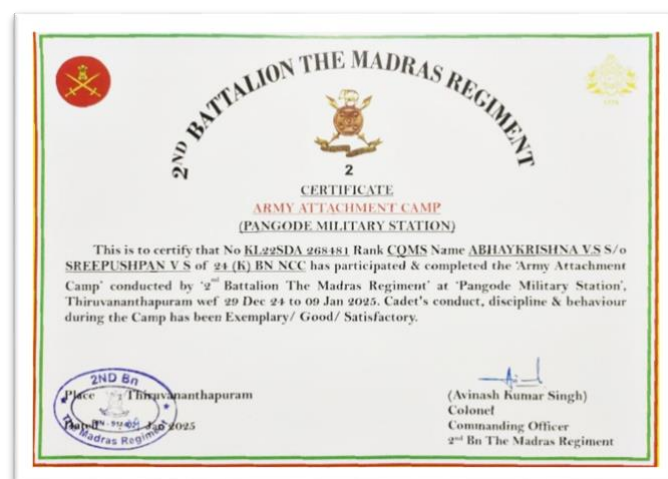 2ND BATTALION THE MADRAS REGIMENT
2
CERTIFICATE
ARMY ATTACHMENT CAMP
(PANGODE MILITARY STATION)
This is to certify that No KL22SDA 268481 Rank CQMS Name ABHAYKRISHNA V.S S/o
SREEPUSHPAN V S of 24 (K) BN NCC has participated & completed the 'Army Attachment
Camp' conducted by '2nd Battalion The Madras Regiment' at 'Pangode Military Station',
Thiruvananthapuram wef 29 Dec 24 to 09 Jan 2025. Cadet's conduct, discipline & behaviour
during the Camp has been Exemplary/ Good/ Satisfactory.
Place : Thiruvananthapuram
Jan 2025
2ND Bn
The Madras Regiment
(Avinash Kumar Singh)
Colonel
Commanding Officer
2nd Bn The Madras Regiment